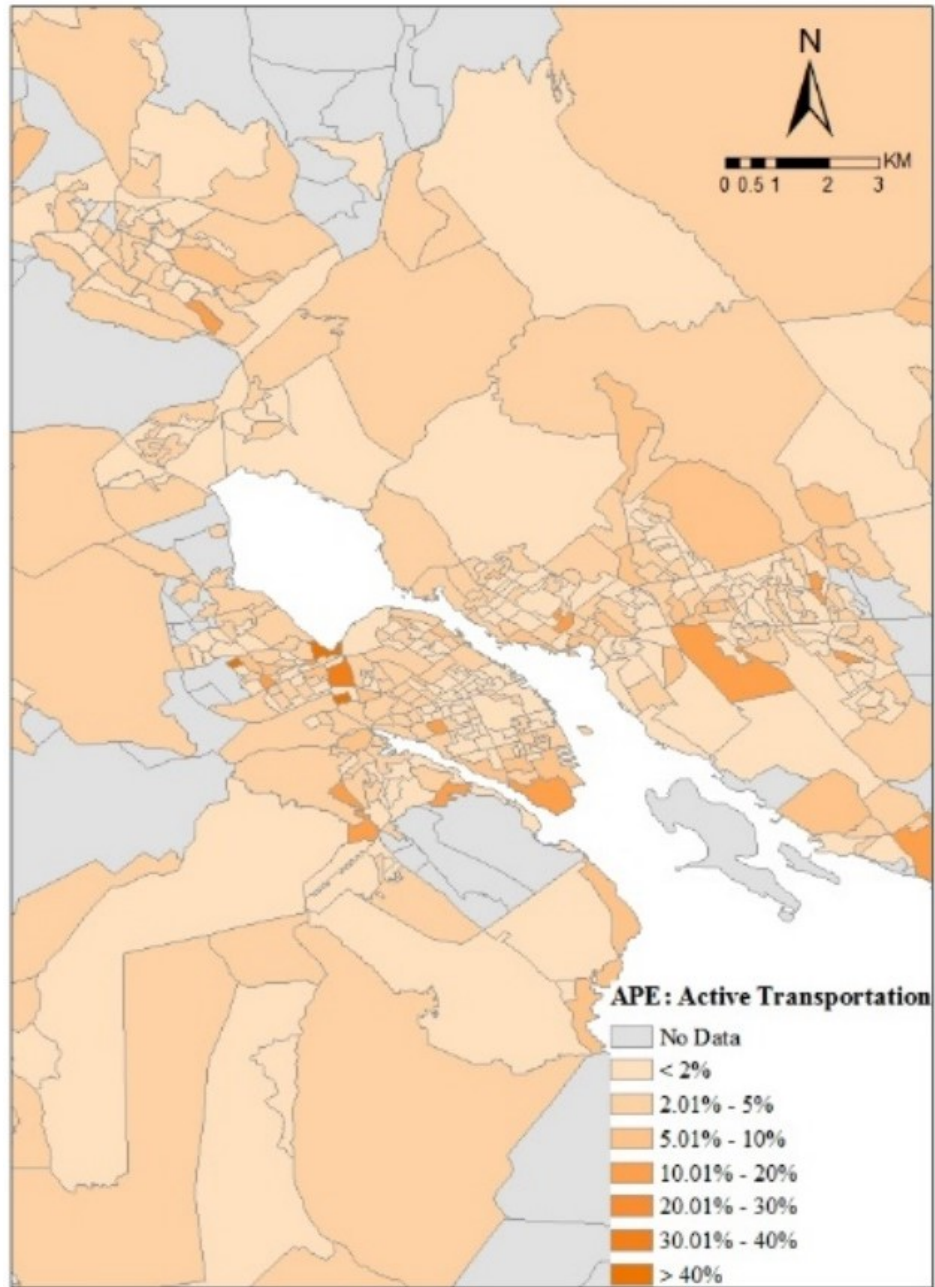 N
KM
0 0.5 1 2 3
APE : Active Transportation
No Data
< 2%
2.01% - 5%
5.01% - 10%
10.01% - 20%
20.01% - 30%
30.01% - 40%
> 40%